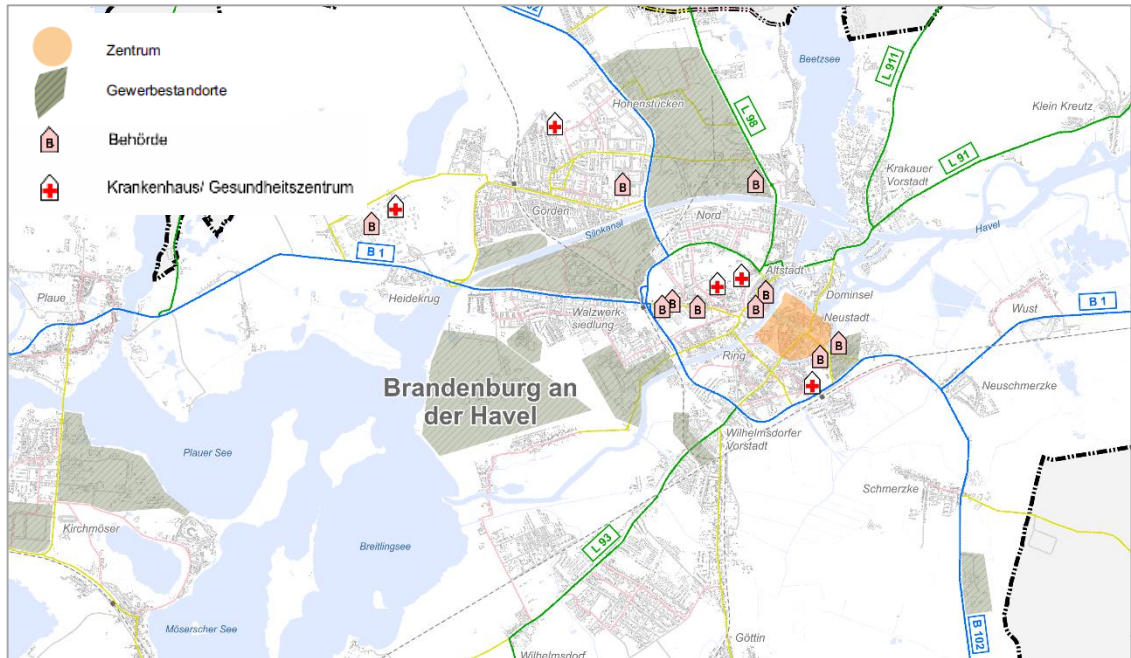 Zentrum
Gewerbestandorte
B
Behörde
Krankenhaus/ Gesundheitszentrum
02
Beetzsee
L 911
Hohenstücken
L 98
Klein Kreutz
B
B
L 91
Krakauer
Vorstadt
Görden
Nord
B
Silokanal
Havel
B 1
Altstadt
Plaue
Heidekrug
Dominsel
B
B
B
B
B
B 1
Wust
Walzwerk
siedlung
Neustadt
B
B
Ring
Brandenburg an
der Havel
Neuschmerzke
Wilhelmsdorfer
Vorstadt
Plauer See
Schmerzke
Kirchmöser
Breitlingsee
L 93
Möserscher See
B 102
Göttin
Wilhelmsdorf